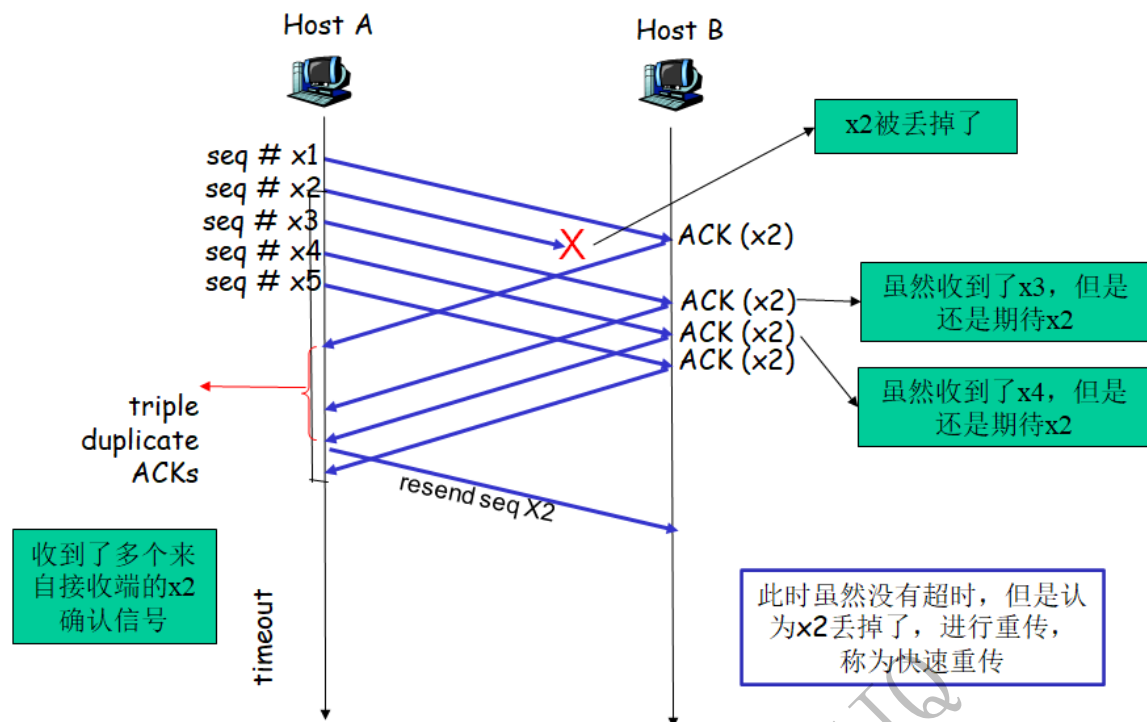 Host A
Host B
x2被丢掉了
seq # x1
seq # x2
seq # x3
seq # x4
seq # x5
X
ACK (x2)
ACK (x2)
ACK (x2)
ACK (x2)
虽然收到了x3，但是
还是期待x2
虽然收到了x4，但是
还是期待x2
triple
duplicate
ACKs
resend seq X2
收到了多个来
自接收端的x2
确认信号
timeout
此时虽然没有超时，但是认
为x2丢掉了，进行重传，
称为快速重传